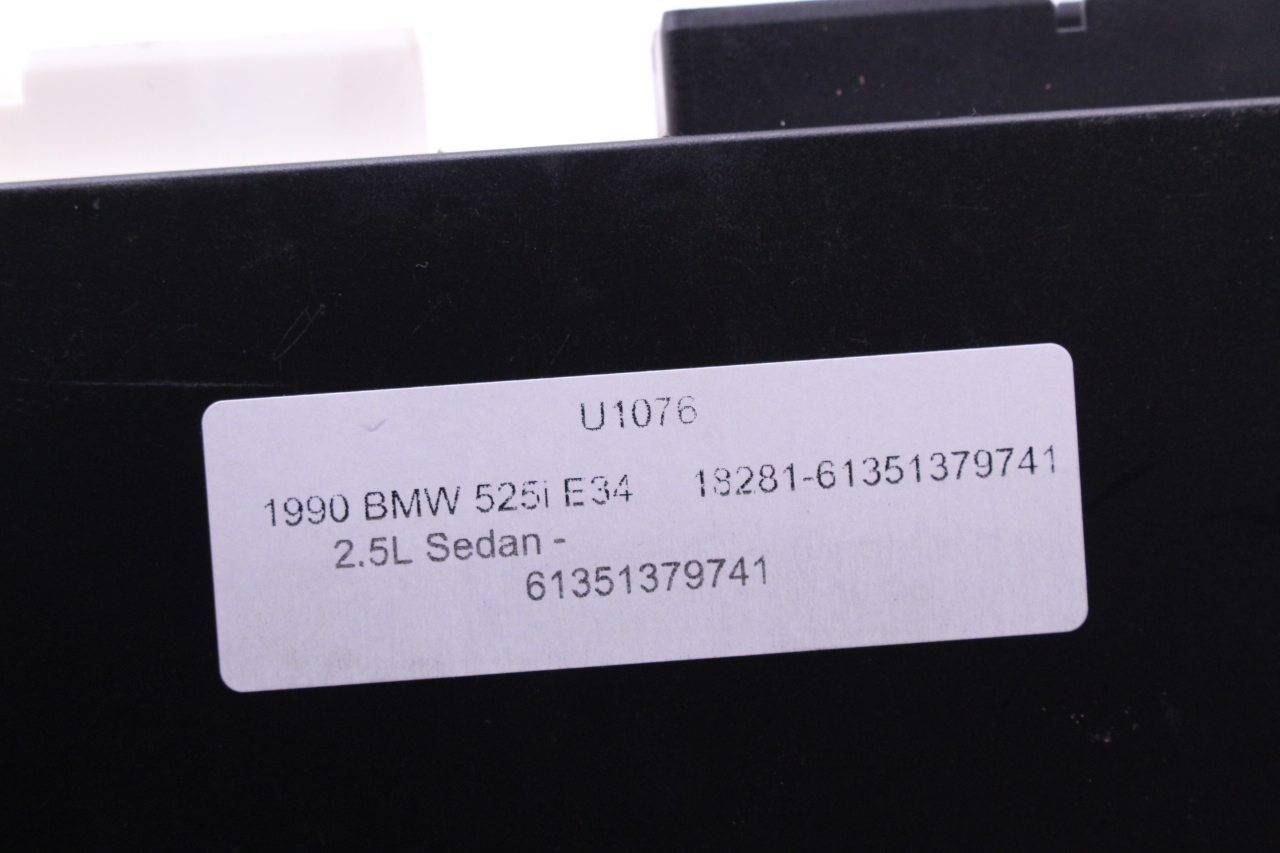 U1076
1990 BMW 525i E34 18281-61351379741
2.5L Sedan -
61351379741